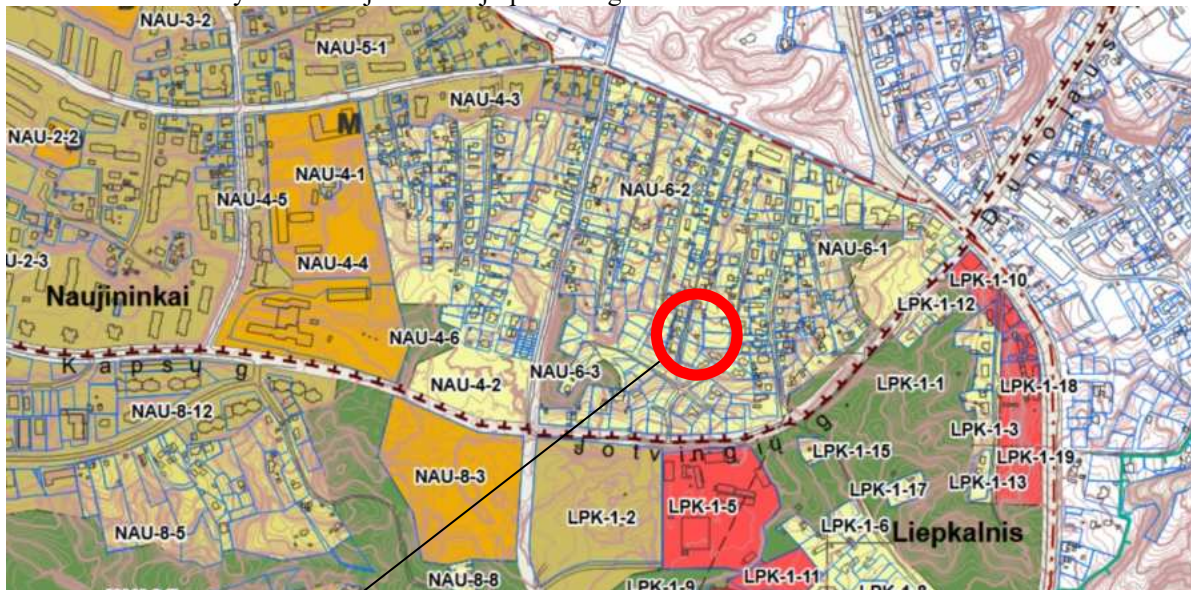 NAU-3-2
NAU-5-1
NAU-4-3
NAU-2-2
M
NAU-4-1
NAU-6-2
NAU-4-5
NAU-6-1
U-2-3
NAU-4-4
Naujininkai
LPK-1-10
LPK-1-12
Kapsų g
NAU-4-6
NAU-6-3
NAU-4-2
LPK-1-1
LPK-1-18
NAU-8-12
LPK-1-3
Jotvingių g
LPK-1-15
LPK-1-19
NAU-8-3
LPK-1-17
LPK-1-13
LPK-1-5
LPK-1-2
LPK-1-6
Liepkalnis
NAU-8-5
NAU-8-8
LPK-1-9
LPK-1-11